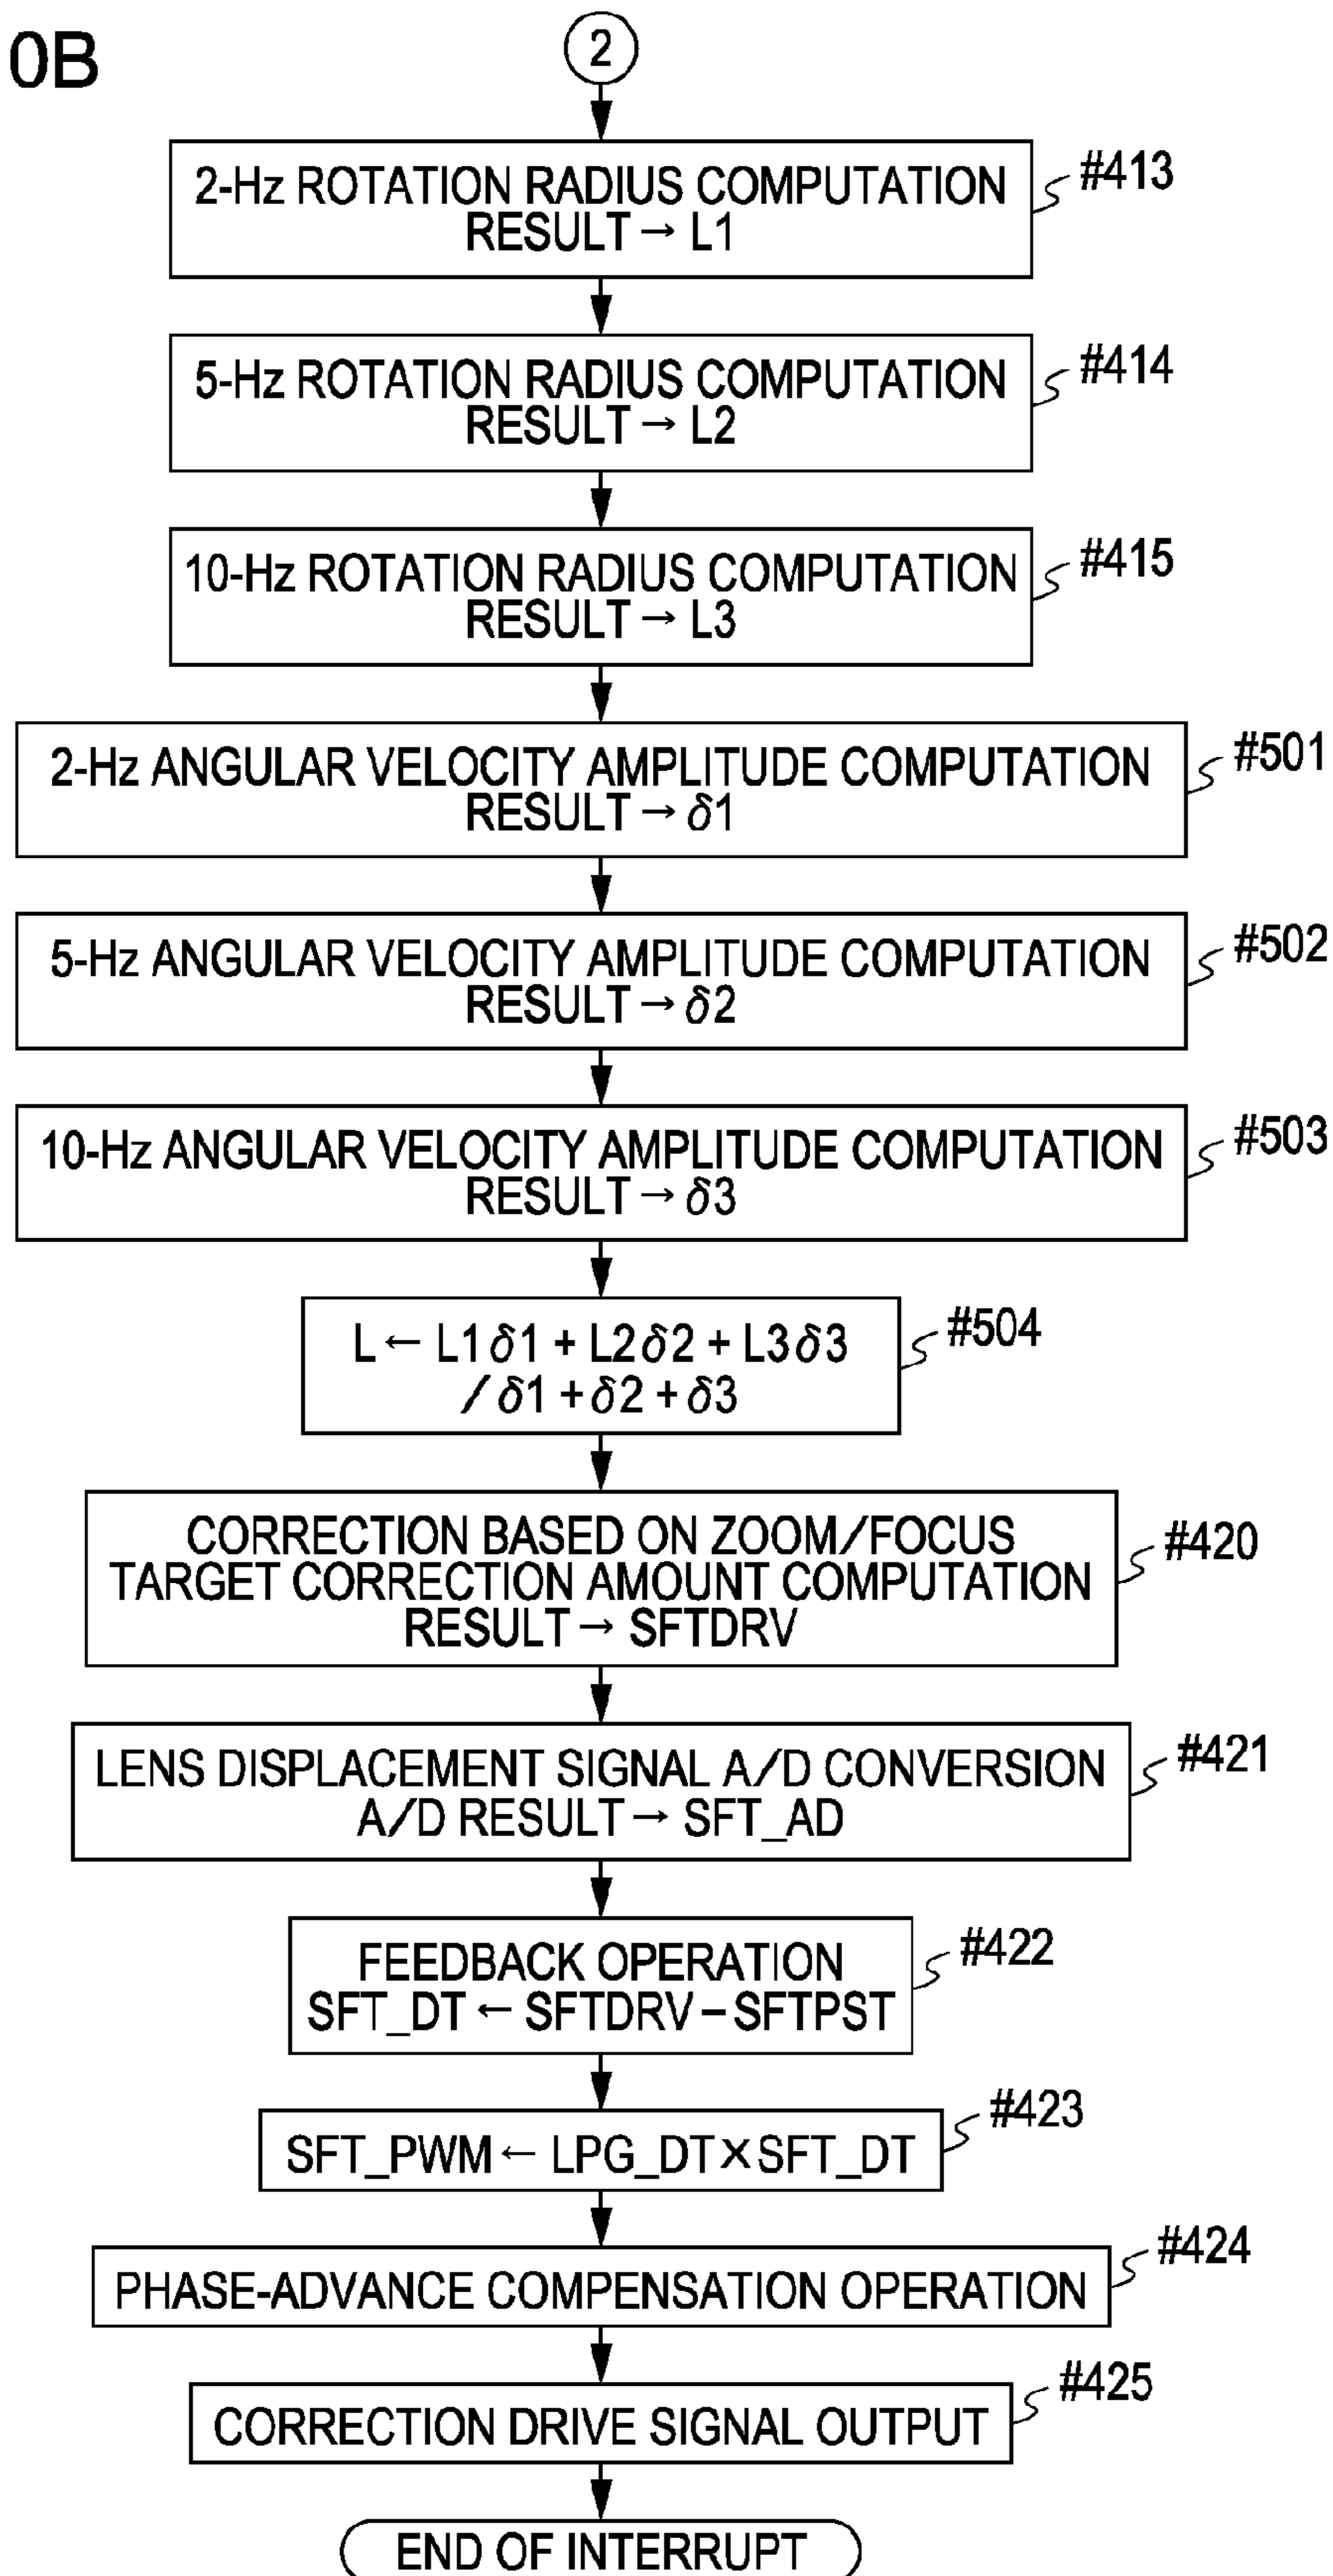 0B
2
2-Hz ROTATION RADIUS COMPUTATION
RESULT → L1
#413
5-Hz ROTATION RADIUS COMPUTATION
RESULT → L2
#414
10-Hz ROTATION RADIUS COMPUTATION
RESULT → L3
#415
2-Hz ANGULAR VELOCITY AMPLITUDE COMPUTATION
RESULT → δ1
#501
5-Hz ANGULAR VELOCITY AMPLITUDE COMPUTATION
RESULT → δ2
#502
10-Hz ANGULAR VELOCITY AMPLITUDE COMPUTATION
RESULT → δ3
#503
L ← L1δ1 + L2δ2 + L3δ3
/ δ1 + δ2 + δ3
#504
CORRECTION BASED ON ZOOM/FOCUS
TARGET CORRECTION AMOUNT COMPUTATION
RESULT → SFTDRV
#420
LENS DISPLACEMENT SIGNAL A/D CONVERSION
A/D RESULT → SFT_AD
#421
FEEDBACK OPERATION
SFT_DT ← SFTDRV – SFTPST
#422
SFT_PWM ← LPG_DT × SFT_DT
#423
PHASE-ADVANCE COMPENSATION OPERATION
#424
CORRECTION DRIVE SIGNAL OUTPUT
#425
END OF INTERRUPT